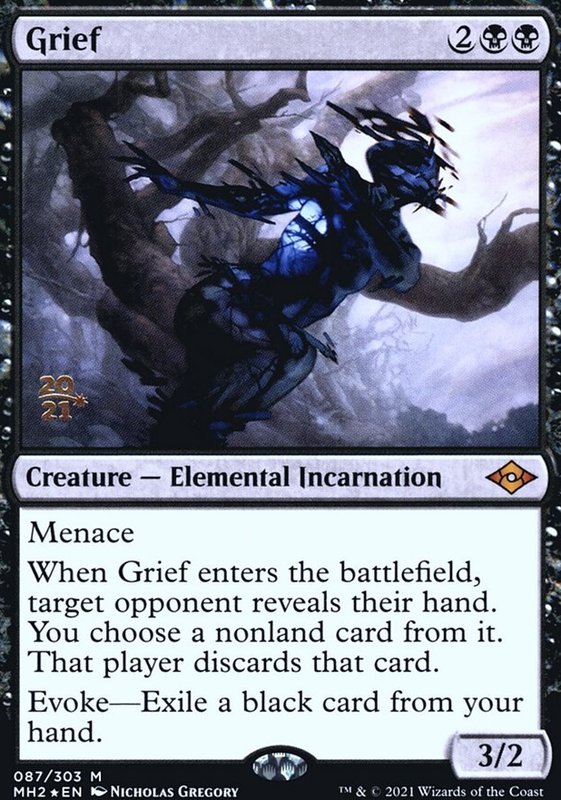 Grief 2
20
21
Creature — Elemental Incarnation
Menace
When Grief enters the battlefield,
target opponent reveals their hand.
You choose a nonland card from it.
That player discards that card.
Evoke—Exile a black card from your
hand.
3/2
087/303 M
MH2 ★ EN Nicholas Gregory ™ & © 2021 Wizards of the Coast